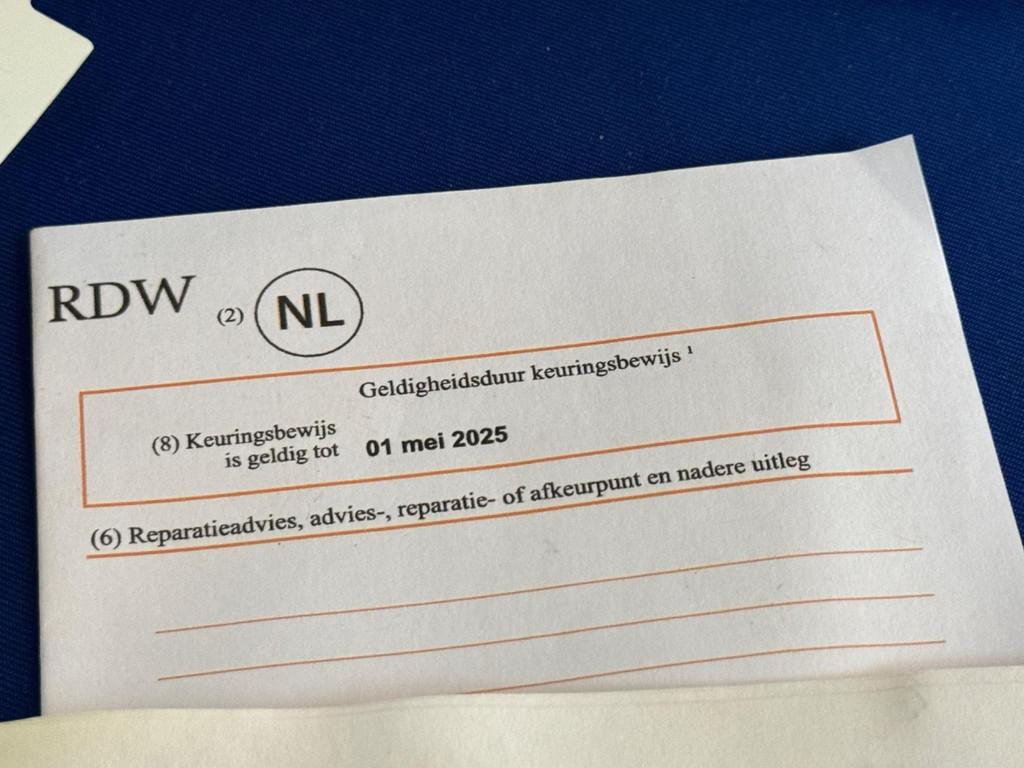 RDW (2) NL
Geldigheidsduur keuringsbewijs ¹
(8) Keuringsbewijs
is geldig tot 01 mei 2025
(6) Reparatieadvies, advies-, reparatie- of afkeurpunt en nadere uitleg